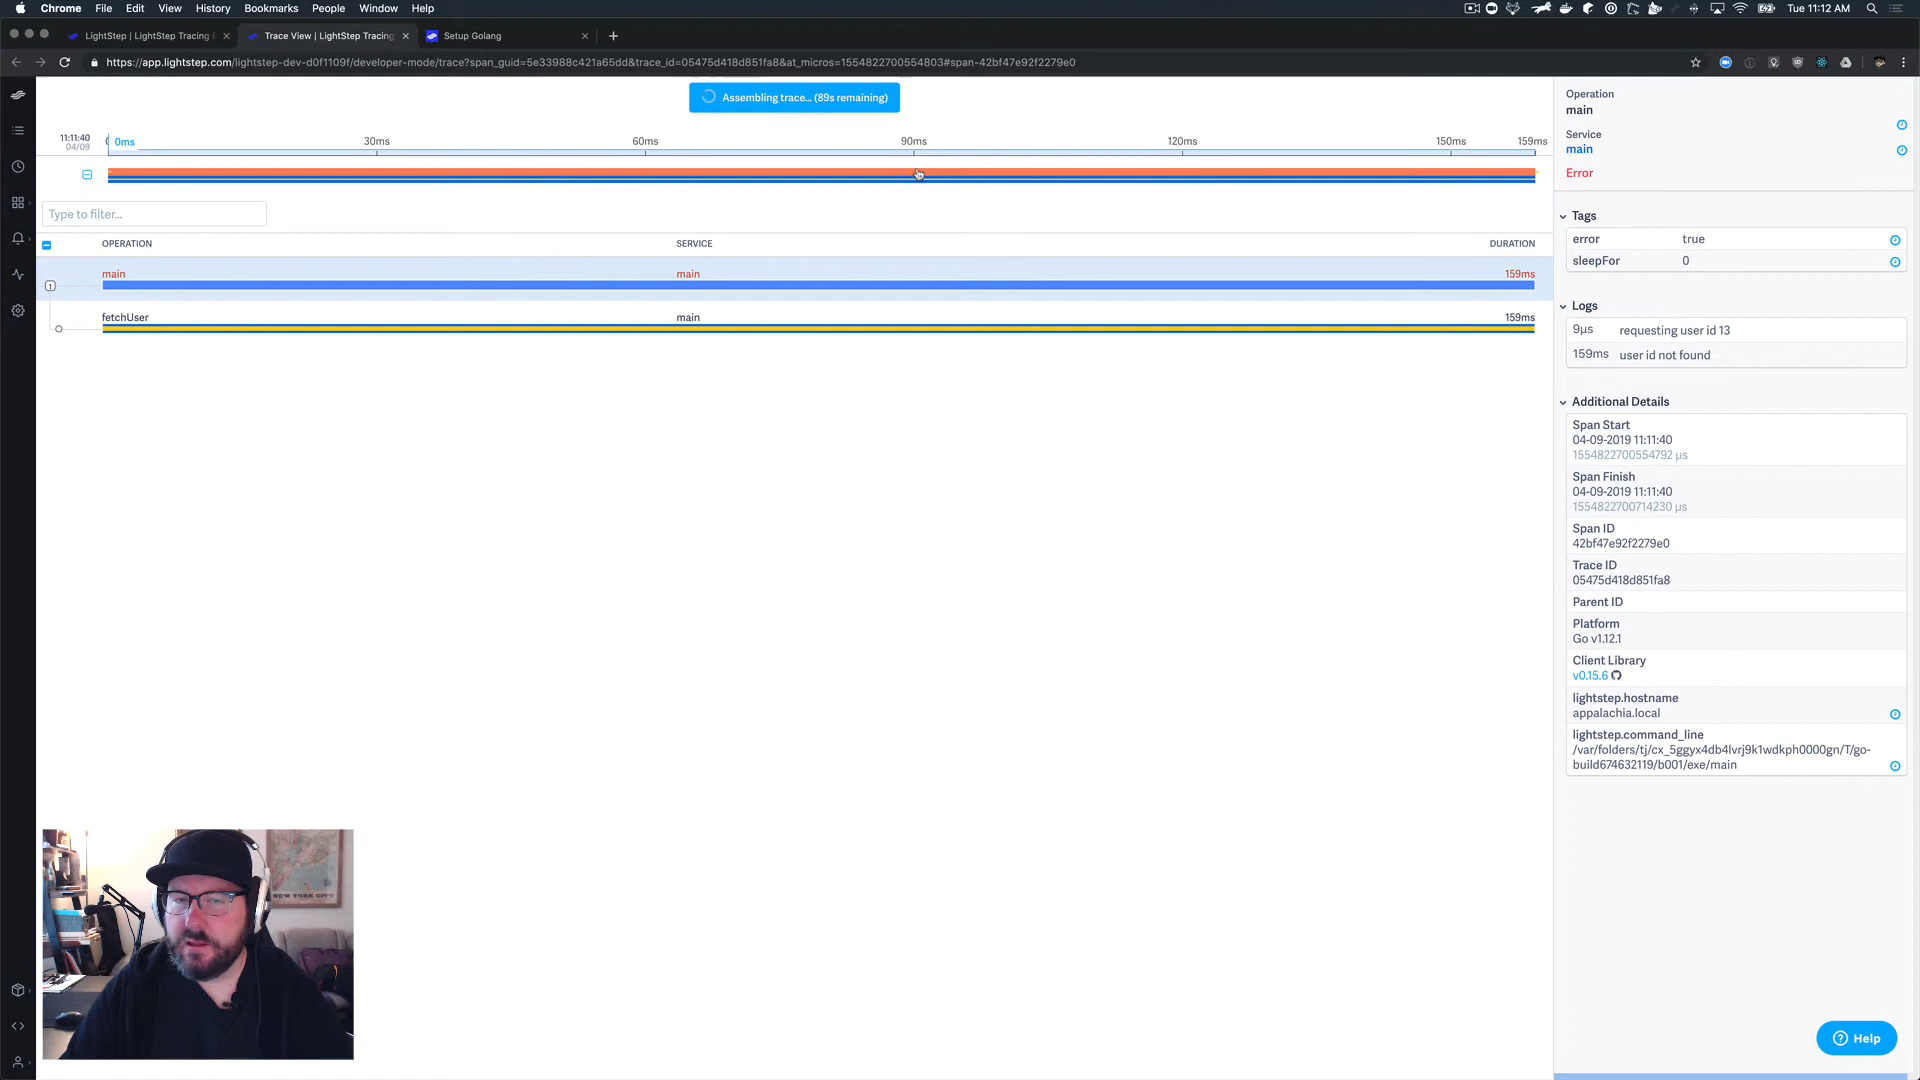 Chrome File Edit View History Bookmarks People Window Help Tue 11:12 AM
LightStep | LightStep Tracing
Trace View | LightStep Tracing
Setup Golang
https://app.lightstep.com/lightstep-dev-d0f1109f/developer-mode/trace?span_guid=5e33988c421a65dd&trace_id=05475d418d851fa8&at_micros=1554822700554803#span-42bf47e92f2279e0
Assembling trace... (89s remaining)
11:11:40
04/09
0ms 30ms 60ms 90ms 120ms 150ms 159ms
Type to filter...
OPERATION SERVICE DURATION
main main 159ms
1
fetchUser main 159ms
Operation
main
Service
main
Error
Tags
error true
sleepFor 0
Logs
9µs requesting user id 13
159ms user id not found
Additional Details
Span Start
04-09-2019 11:11:40
1554822700554792 µs
Span Finish
04-09-2019 11:11:40
1554822700714230 µs
Span ID
42bf47e92f2279e0
Trace ID
05475d418d851fa8
Parent ID
Platform
Go v1.12.1
Client Library
v0.15.6
lightstep.hostname
appalachia.local
lightstep.command_line
/var/folders/tj/cx_5ggyx4db4lvrj9k1wdkph0000gn/T/go-
build674632119/b001/exe/main
NEW YORK CITY
Help